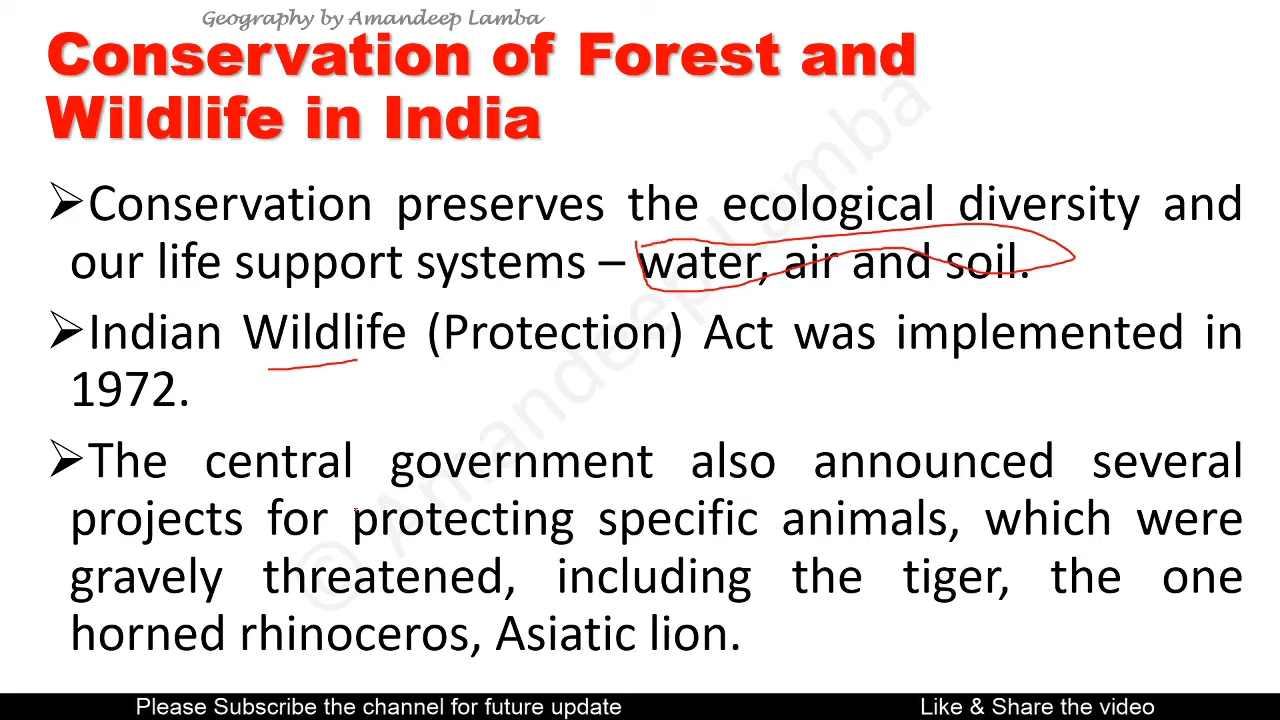 Geography by Amandeep Lamba
Conservation of Forest and
Wildlife in India
➢Conservation preserves the ecological diversity and
our life support systems – water, air and soil.
➢Indian Wildlife (Protection) Act was implemented in
1972.
➢The central government also announced several
projects for protecting specific animals, which were
gravely threatened, including the tiger, the one
horned rhinoceros, Asiatic lion.
© Amandeep Lamba
Please Subscribe the channel for future update
Like & Share the video